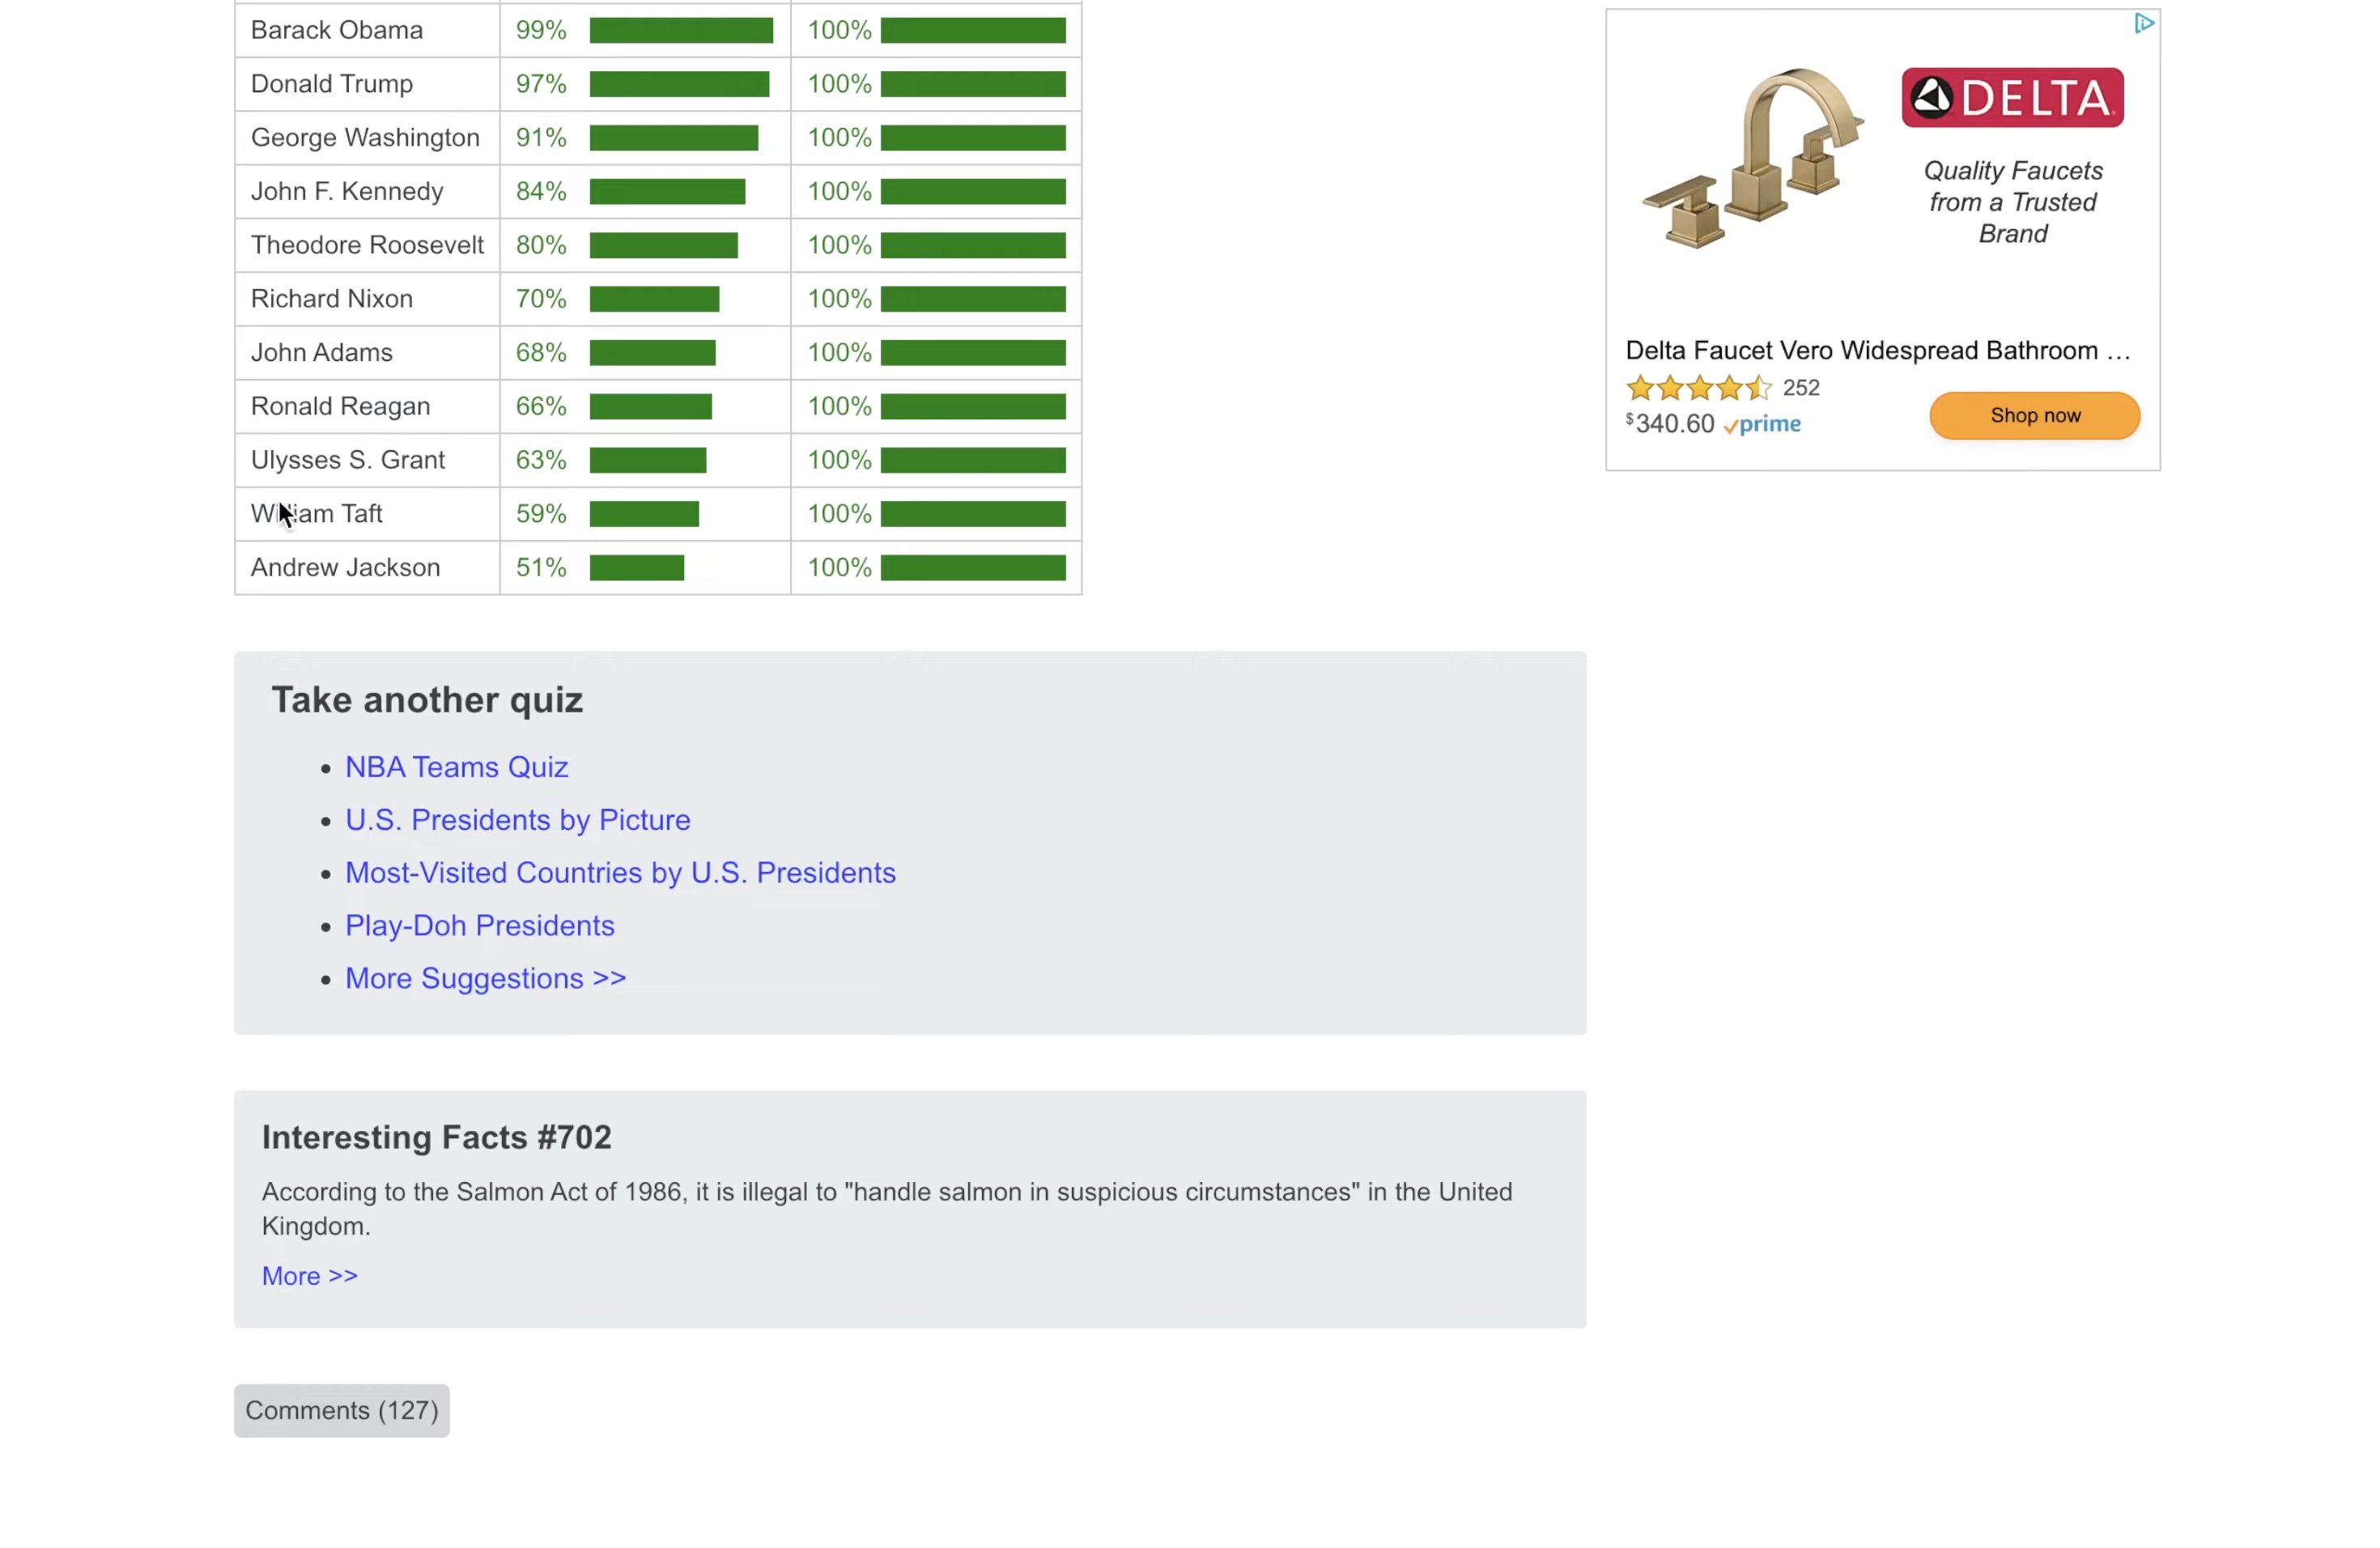 Barack Obama 99% 100%
Donald Trump 97% 100%
George Washington 91% 100%
John F. Kennedy 84% 100%
Theodore Roosevelt 80% 100%
Richard Nixon 70% 100%
John Adams 68% 100%
Ronald Reagan 66% 100%
Ulysses S. Grant 63% 100%
William Taft 59% 100%
Andrew Jackson 51% 100%
Take another quiz
NBA Teams Quiz
U.S. Presidents by Picture
Most-Visited Countries by U.S. Presidents
Play-Doh Presidents
More Suggestions >>
Interesting Facts #702
According to the Salmon Act of 1986, it is illegal to "handle salmon in suspicious circumstances" in the United
Kingdom.
More >>
Comments (127)
DELTA
Quality Faucets
from a Trusted
Brand
Delta Faucet Vero Widespread Bathroom ...
252
$340.60 prime
Shop now